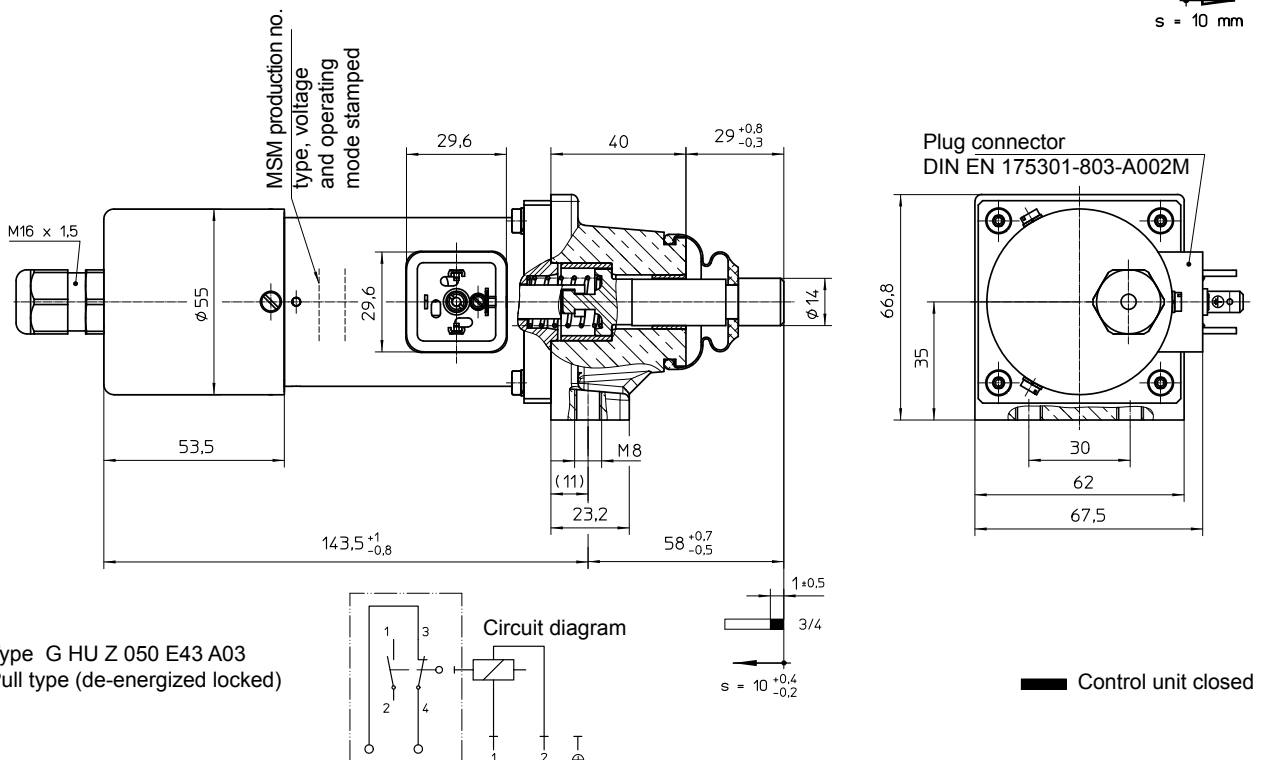 s = 10 mm
MSM production no.
type, voltage
and operating
mode stamped
29,6
40
29 +0,8 -0,3
Plug connector
DIN EN 175301-803-A002M
M16 x 1,5
ϕ55
29,6
ϕ14
66,8
35
53,5
M8
(11)
23,2
30
62
67,5
143,5 +1 -0,8
58 +0,7 -0,5
1 ±0,5
3/4
s = 10 +0,4 -0,2
Circuit diagram
1 3
2 4
1 2
ype G HU Z 050 E43 A03
ull type (de-energized locked)
Control unit closed